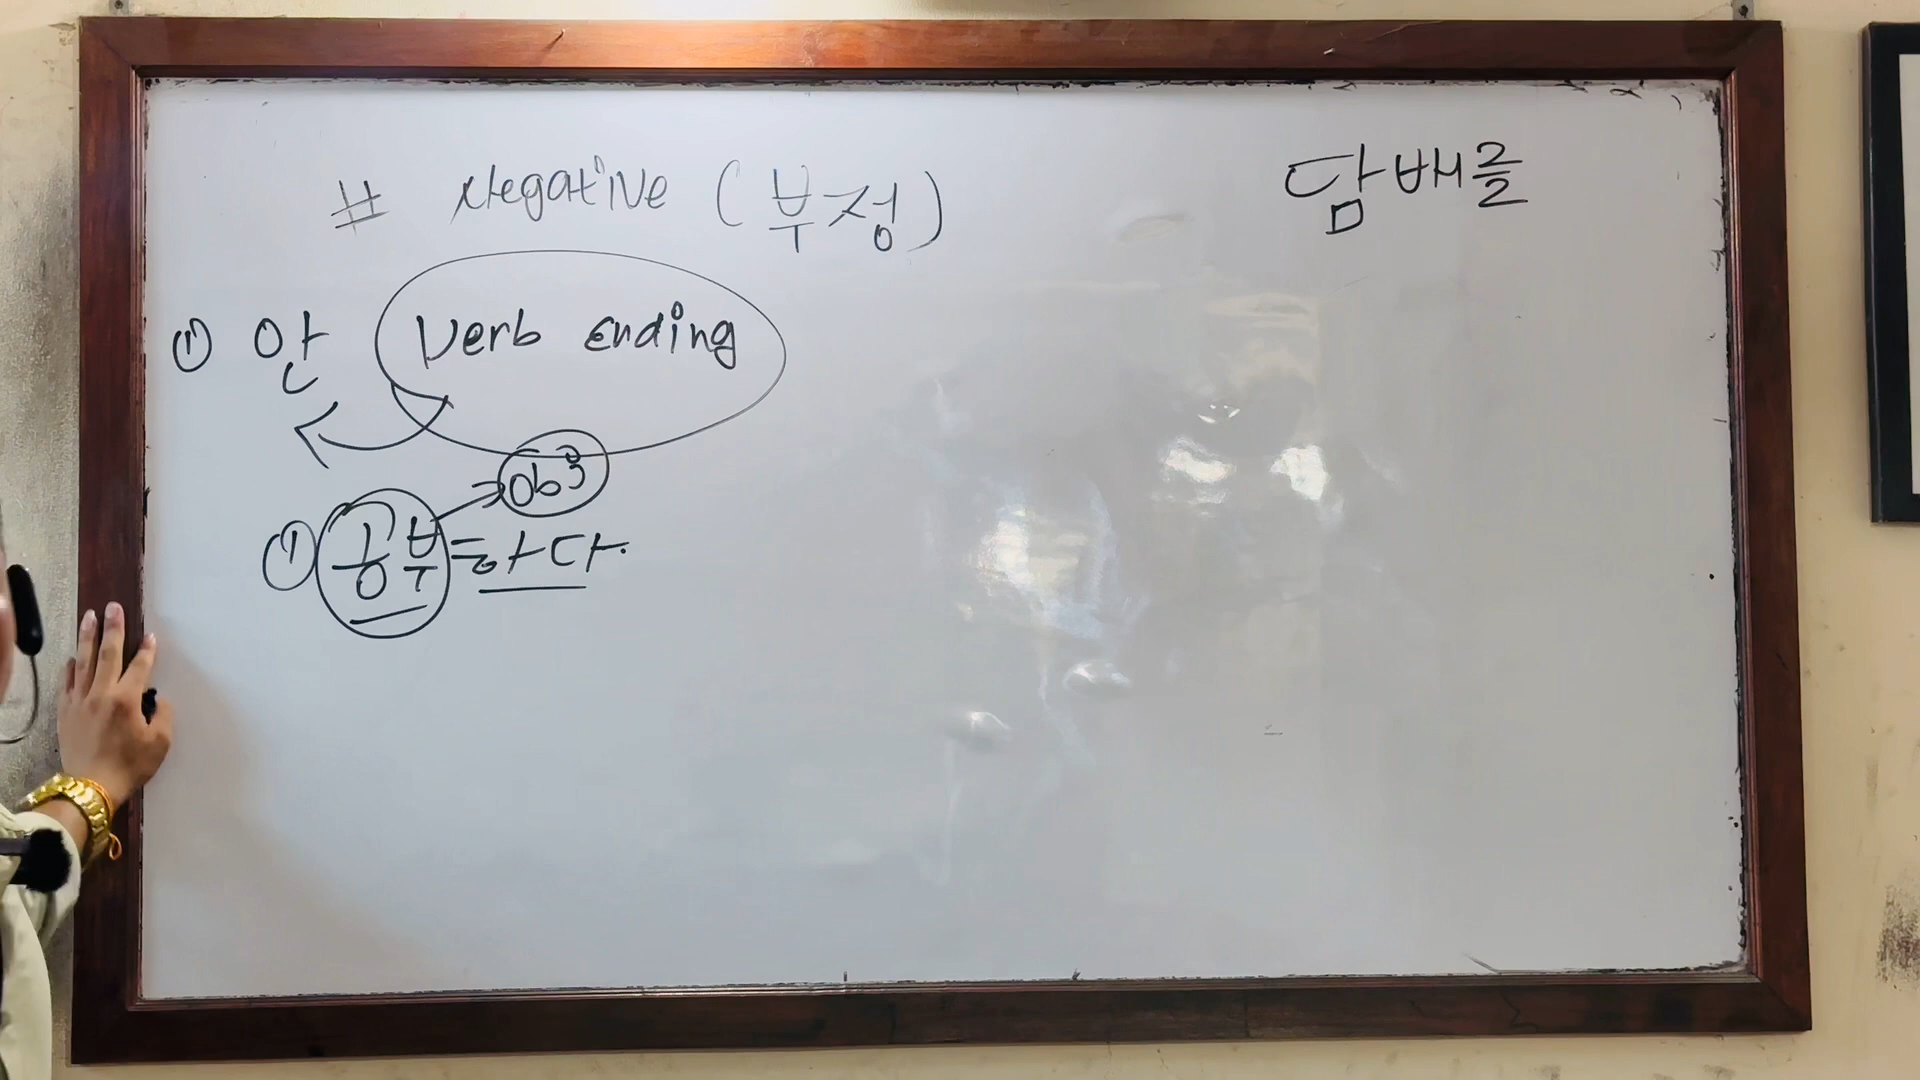 # Negative (부정)
담배를
① 안 Verb ending
obj
① 공부하다.